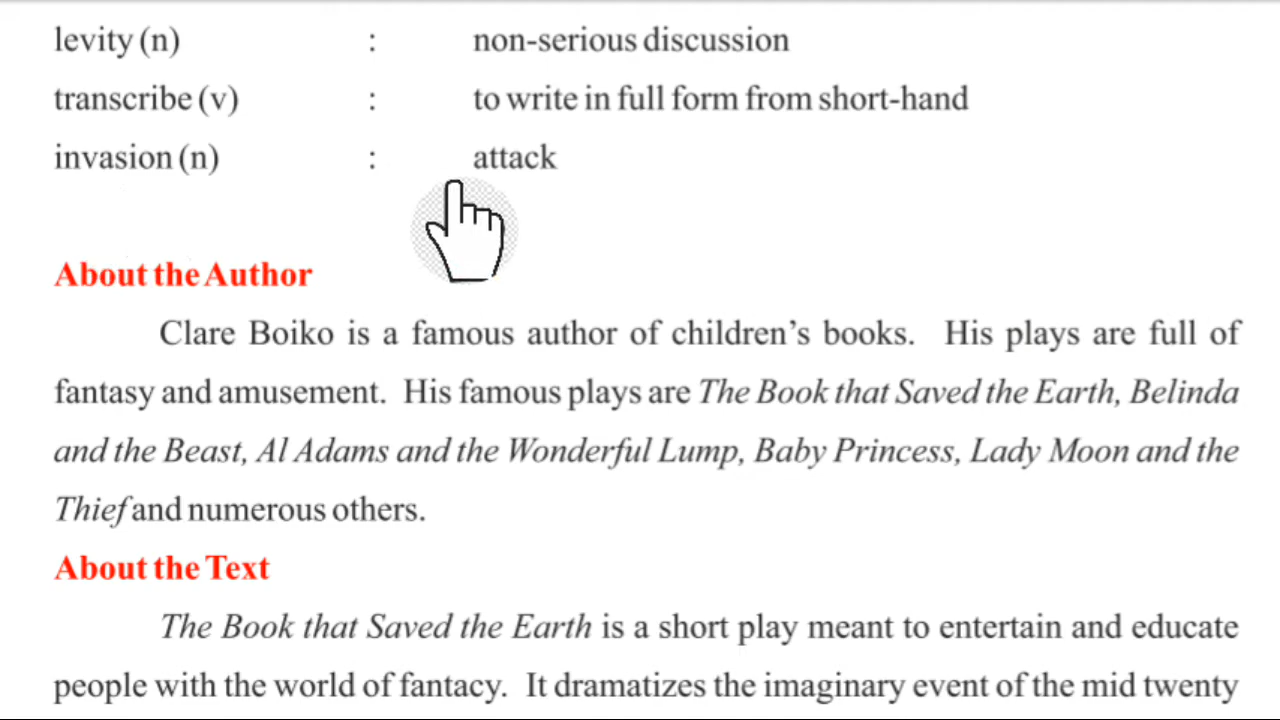 levity (n) : non-serious discussion
transcribe (v) : to write in full form from short-hand
invasion (n) : attack
About the Author
Clare Boiko is a famous author of children's books. His plays are full of
fantasy and amusement. His famous plays are The Book that Saved the Earth, Belinda
and the Beast, Al Adams and the Wonderful Lump, Baby Princess, Lady Moon and the
Thief and numerous others.
About the Text
The Book that Saved the Earth is a short play meant to entertain and educate
people with the world of fantacy. It dramatizes the imaginary event of the mid twenty